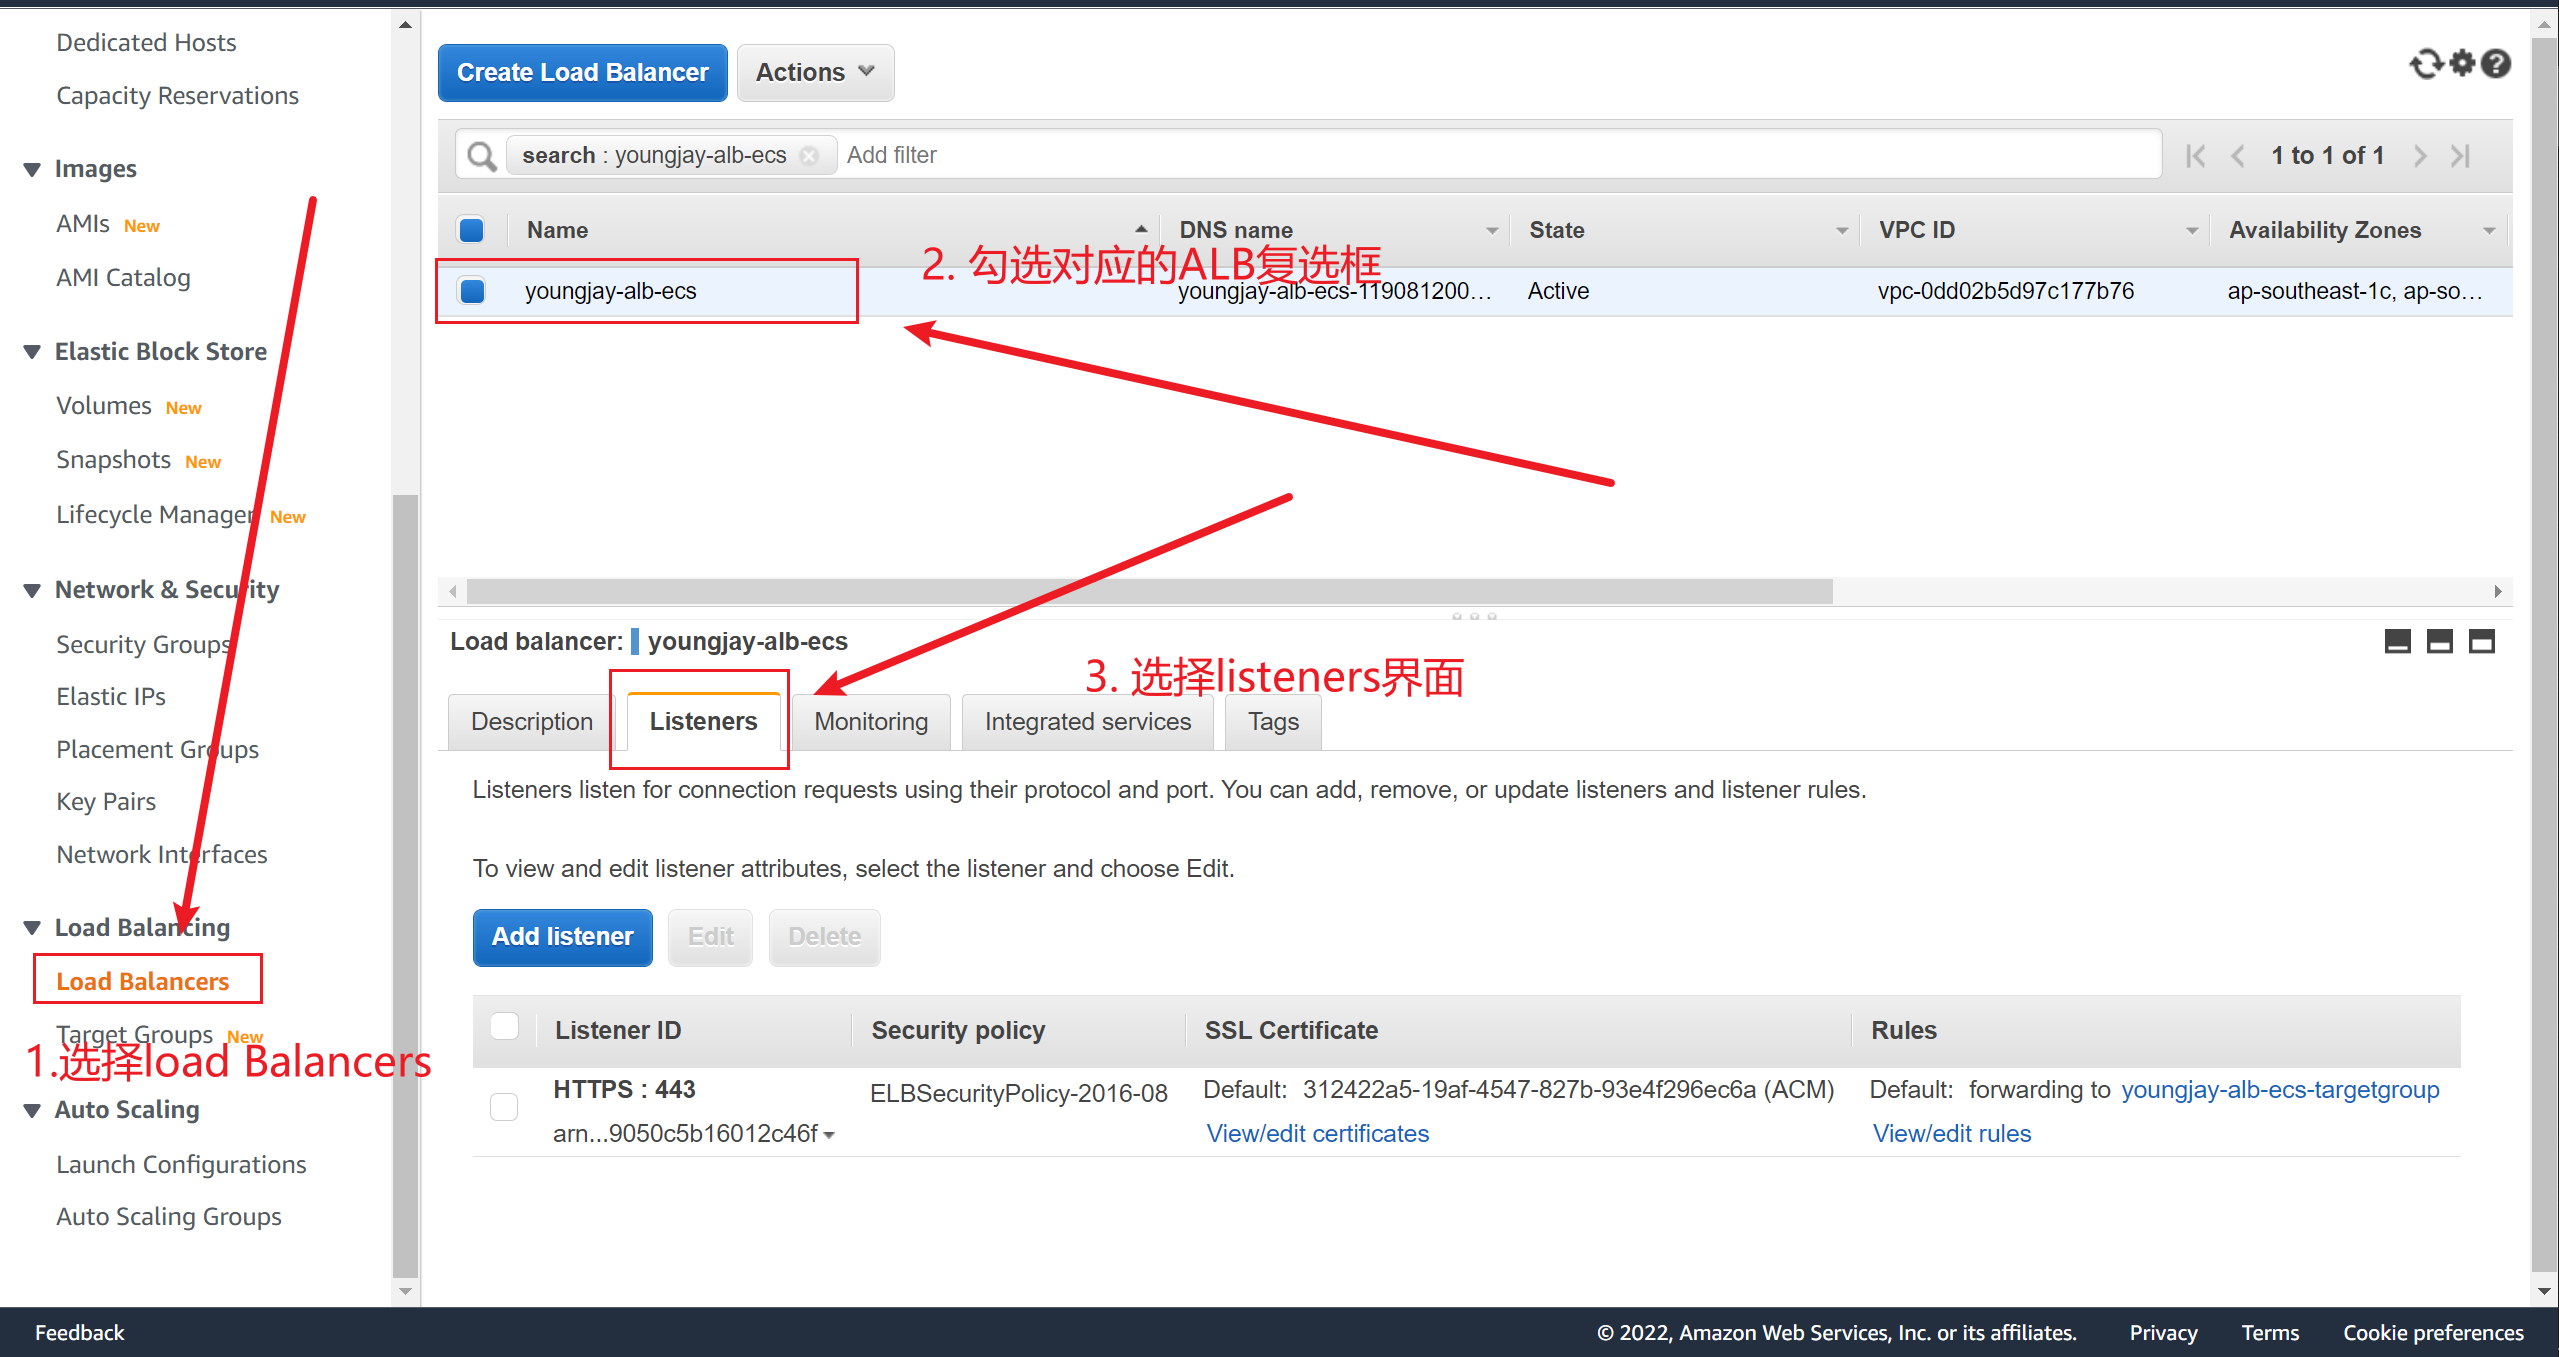 Dedicated Hosts
Capacity Reservations
Images
AMIs New
AMI Catalog
Elastic Block Store
Volumes New
Snapshots New
Lifecycle Manager New
Network & Security
Security Groups
Elastic IPs
Placement Groups
Key Pairs
Network Interfaces
Load Balancing
Load Balancers
Target Groups New
1.选择load Balancers
Auto Scaling
Launch Configurations
Auto Scaling Groups
Create Load Balancer Actions
search : youngjay-alb-ecs Add filter 1 to 1 of 1
Name DNS name State VPC ID Availability Zones
2. 勾选对应的ALB复选框
youngjay-alb-ecs youngjay-alb-ecs-119081200... Active vpc-0dd02b5d97c177b76 ap-southeast-1c, ap-so...
Load balancer: youngjay-alb-ecs
3. 选择listeners界面
Description Listeners Monitoring Integrated services Tags
Listeners listen for connection requests using their protocol and port. You can add, remove, or update listeners and listener rules.
To view and edit listener attributes, select the listener and choose Edit.
Add listener Edit Delete
Listener ID Security policy SSL Certificate Rules
HTTPS : 443 ELBSecurityPolicy-2016-08 Default: 312422a5-19af-4547-827b-93e4f296ec6a (ACM) Default: forwarding to youngjay-alb-ecs-targetgroup
arn...9050c5b16012c46f View/edit certificates View/edit rules
Feedback © 2022, Amazon Web Services, Inc. or its affiliates. Privacy Terms Cookie preferences